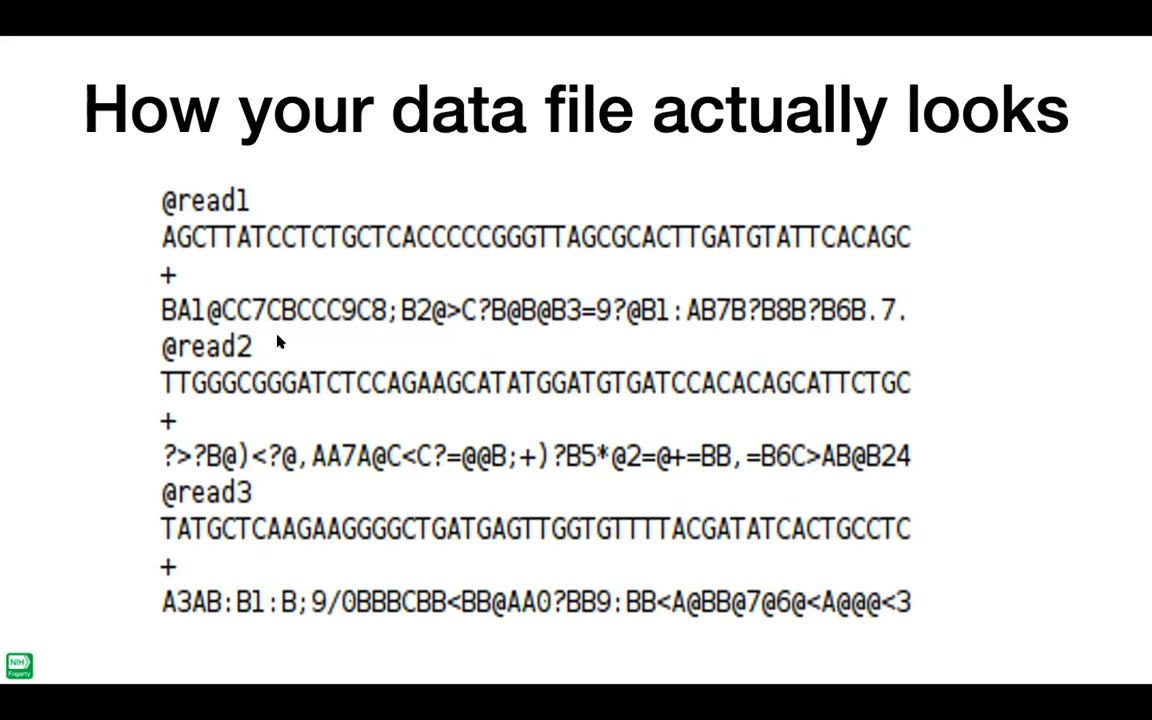 How your data file actually looks
@read1
AGCTTATCCTCTGCTCACCCCCGGGTTAGCGCACTTGATGTATTCACAGC
+
BA1@CC7CBCCC9C8;B2@>C?B@B@B3=9?@B1:AB7B?B8B?B6B.7.
@read2
TTGGGCGGGATCTCCAGAAGCATATGGATGTGATCCACACAGCATTCTGC
+
?>?B@)<?@,AA7A@C<C?=@@B;+)?B5*@2=@+=BB,=B6C>AB@B24
@read3
TATGCTCAAGAAGGGGCTGATGAGTTGGTGTTTTACGATATCACTGCCTC
+
A3AB:B1:B;9/0BBBCBB<BB@AA0?BB9:BB<A@BB@7@6@<A@@@<3
NIH
Fogarty